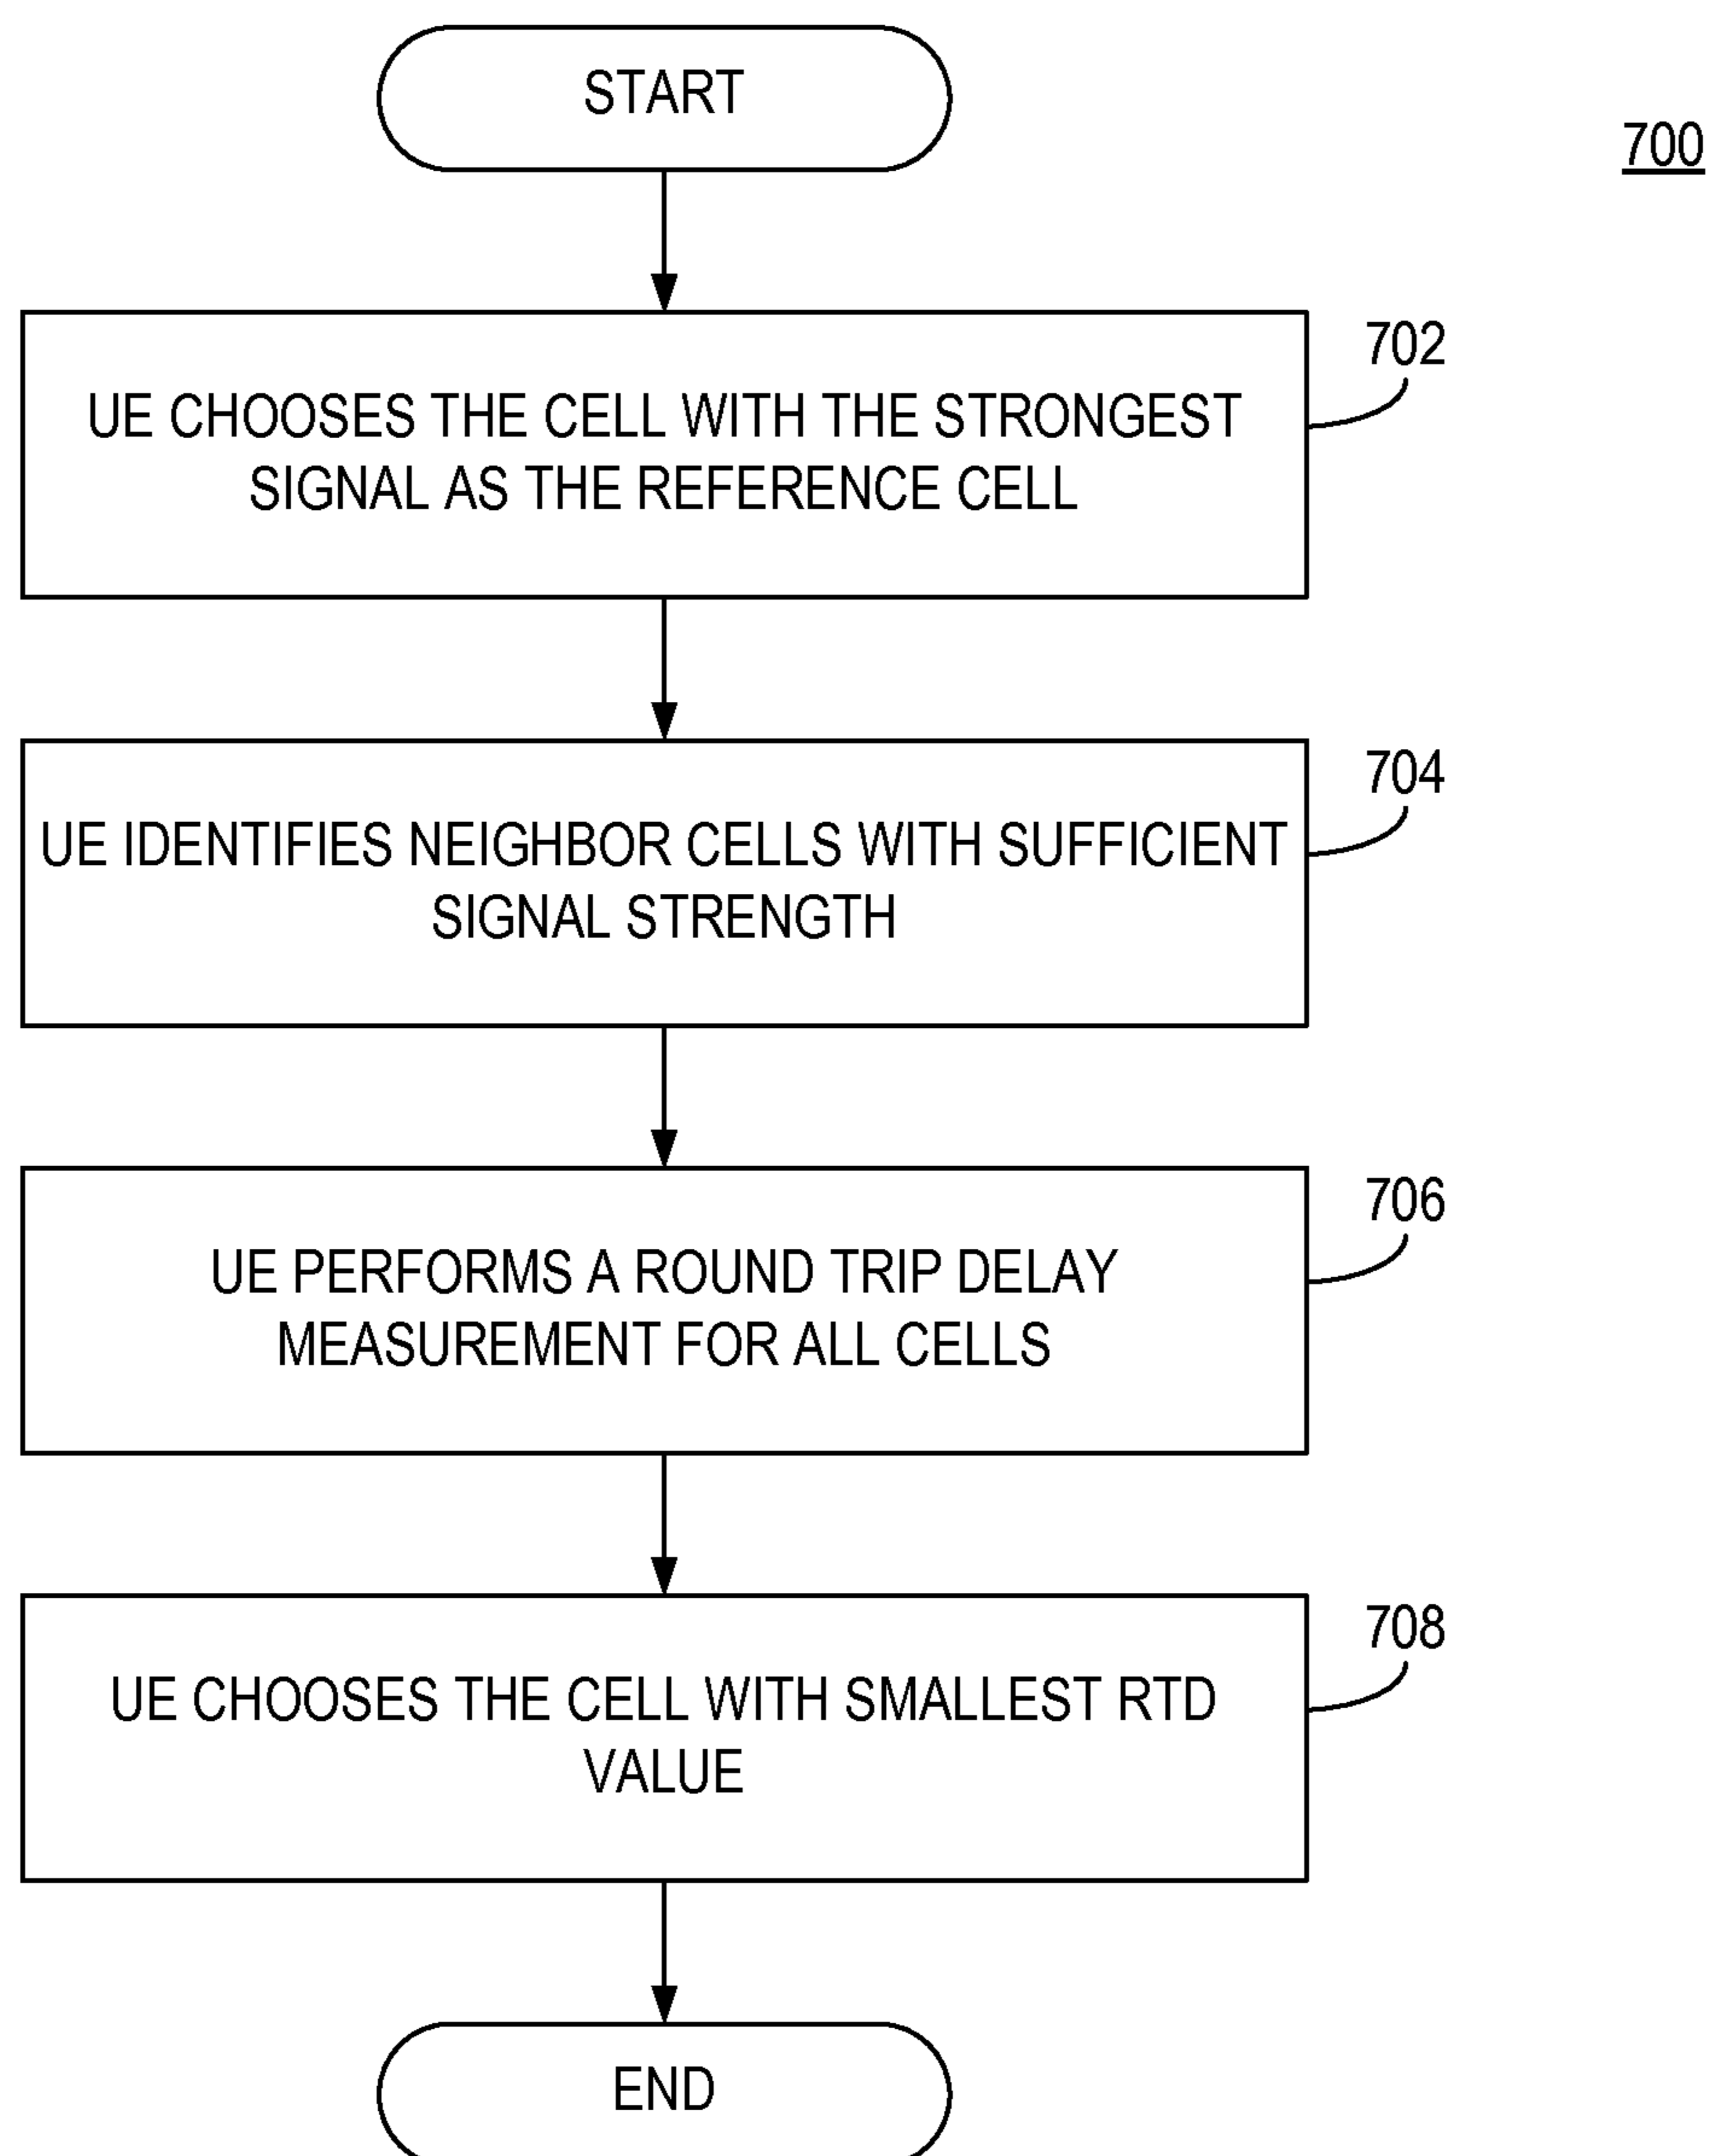 START
700
702
UE CHOOSES THE CELL WITH THE STRONGEST
SIGNAL AS THE REFERENCE CELL
704
UE IDENTIFIES NEIGHBOR CELLS WITH SUFFICIENT
SIGNAL STRENGTH
706
UE PERFORMS A ROUND TRIP DELAY
MEASUREMENT FOR ALL CELLS
708
UE CHOOSES THE CELL WITH SMALLEST RTD
VALUE
END